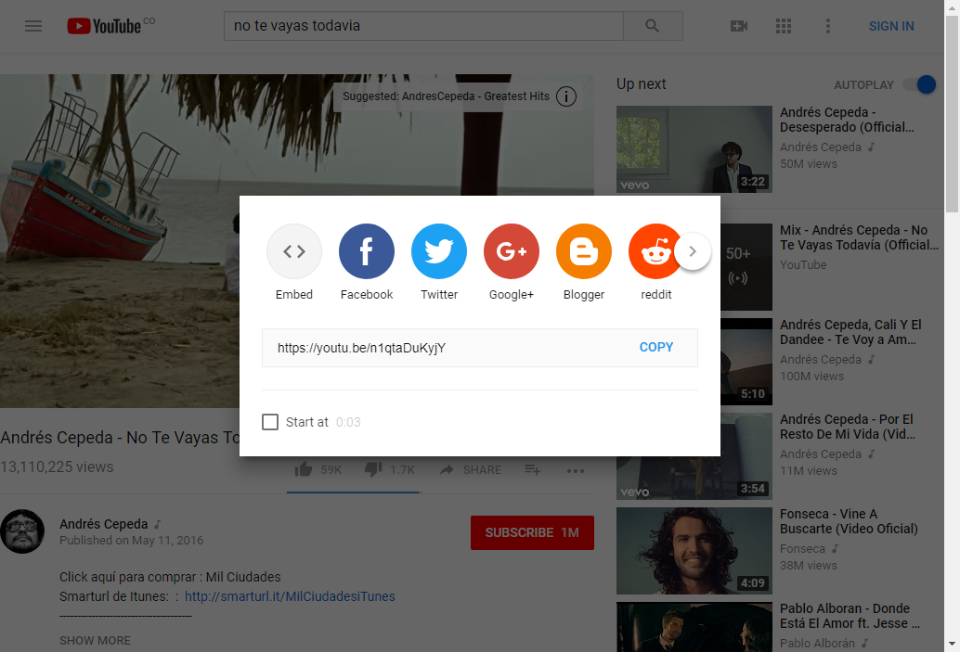 YouTube CO
no te vayas todavia
SIGN IN
Suggested: AndresCepeda - Greatest Hits
Embed
Facebook
Twitter
G+
Google+
Blogger
reddit
https://youtu.be/n1qtaDuKyjY
COPY
Start at 0:03
Andrés Cepeda - No Te Vayas To
13,110,225 views
59K
1.7K
SHARE
Andrés Cepeda
Published on May 11, 2016
SUBSCRIBE 1M
Click aquí para comprar : Mil Ciudades
Smarturl de Itunes: : http://smarturl.it/MilCiudadesiTunes
SHOW MORE
Up next
AUTOPLAY
vevo
3:22
Andrés Cepeda -
Desesperado (Official...
Andrés Cepeda
50M views
50+
Mix - Andrés Cepeda - No
Te Vayas Todavía (Official...
YouTube
5:10
Andrés Cepeda, Cali Y El
Dandee - Te Voy a Am...
Andrés Cepeda
100M views
vevo
3:54
Andrés Cepeda - Por El
Resto De Mi Vida (Vid...
Andrés Cepeda
11M views
4:09
Fonseca - Vine A
Buscarte (Video Oficial)
Fonseca
38M views
Pablo Alboran - Donde
Está El Amor ft. Jesse ...
Pablo Alborán